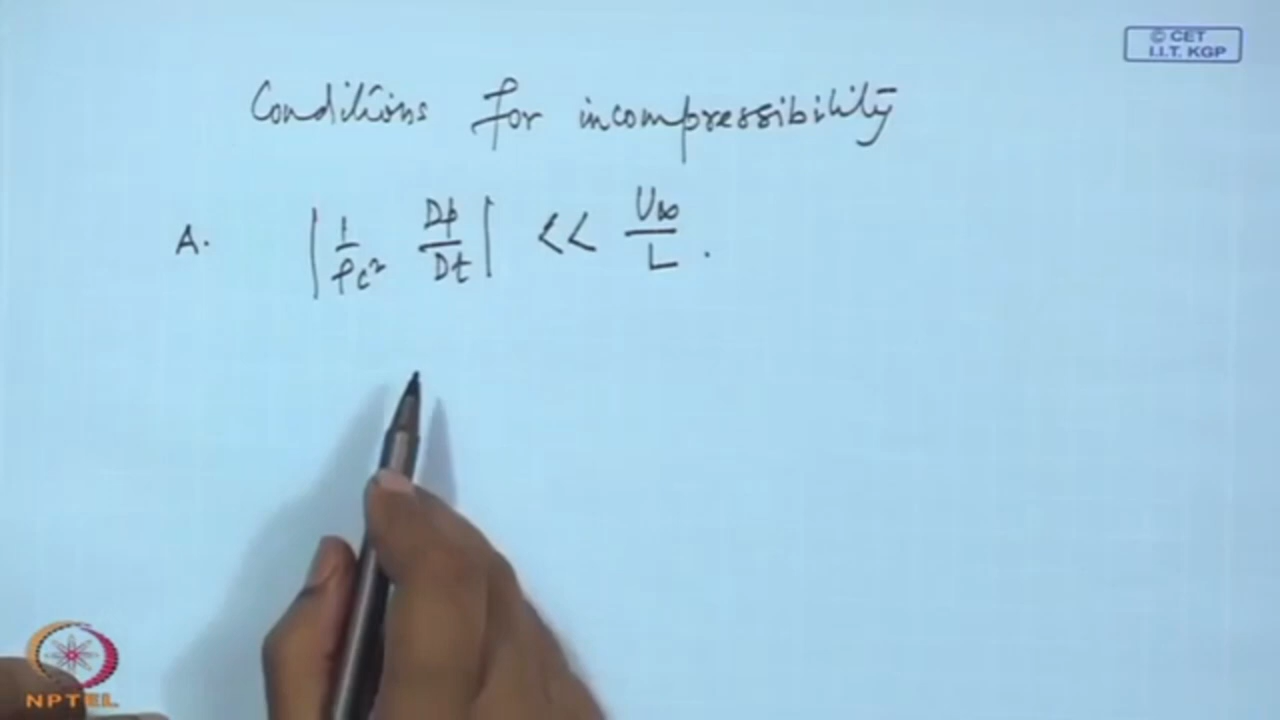 © CET
I.I.T. KGP
Conditions for incompressibility
A. | 1/ρc² Dp/Dt | << U∞/L .
NPTEL